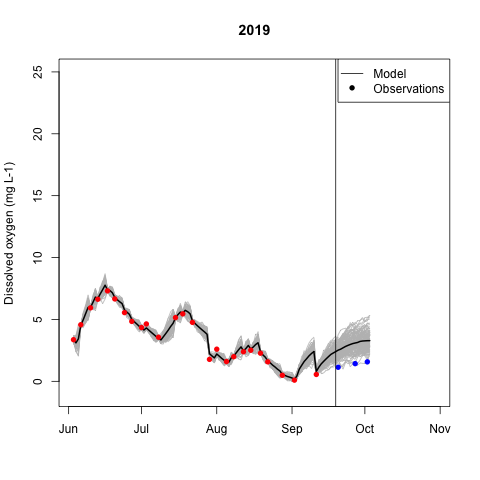 2019
Model
Observations
Dissolved oxygen (mg L-1)
25
20
15
10
5
0
Jun Jul Aug Sep Oct Nov